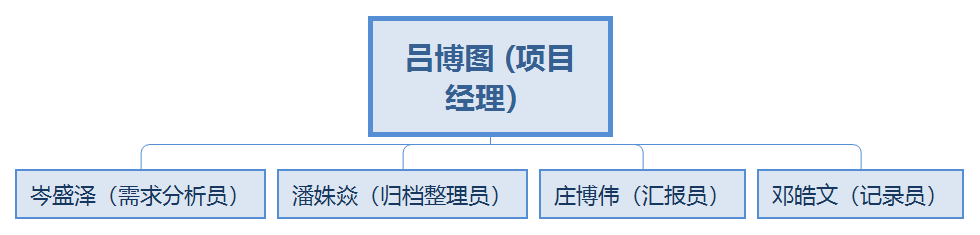 吕博图 (项目
经理）
岑盛泽（需求分析员）
潘姝焱（归档整理员）
庄博伟（汇报员）
邓皓文（记录员）